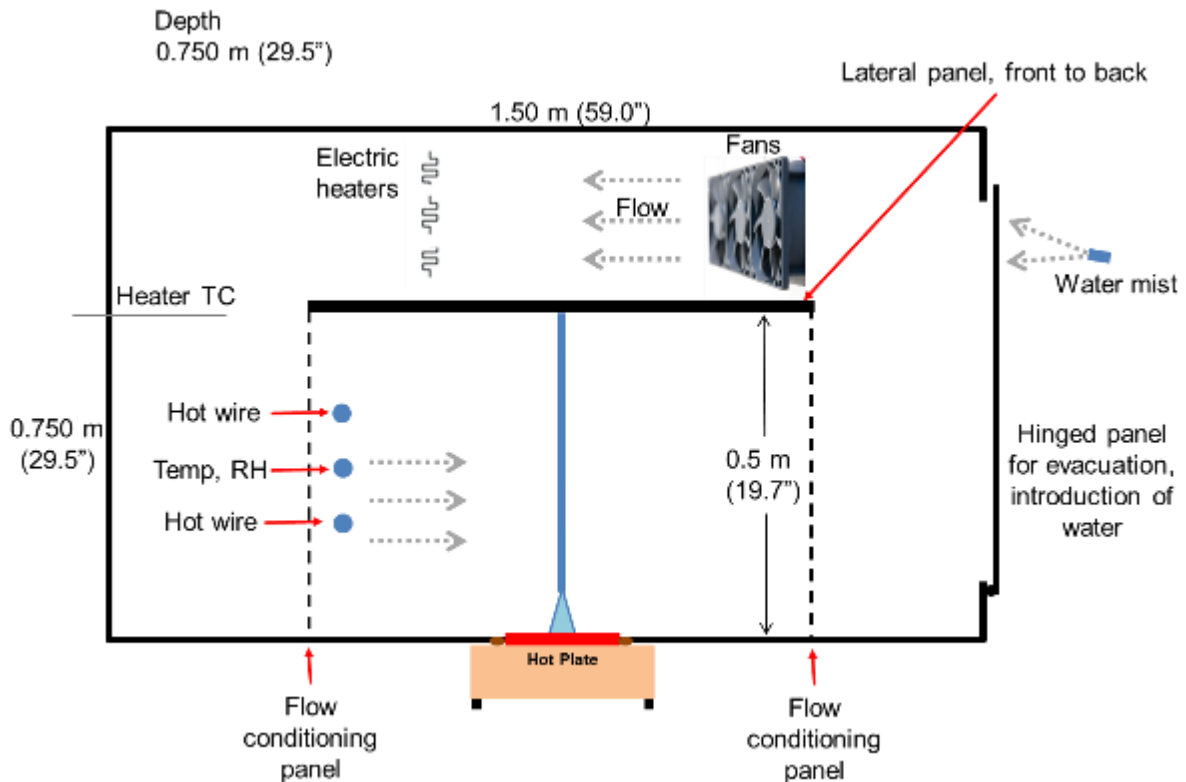 Depth
0.750 m (29.5”)
Lateral panel, front to back
1.50 m (59.0”)
Electric
heaters
Fans
Flow
Water mist
Heater TC
Hot wire
0.750 m
(29.5”)
Temp, RH
Hot wire
0.5 m
(19.7”)
Hinged panel
for evacuation,
introduction of
water
Hot Plate
Flow
conditioning
panel
Flow
conditioning
panel